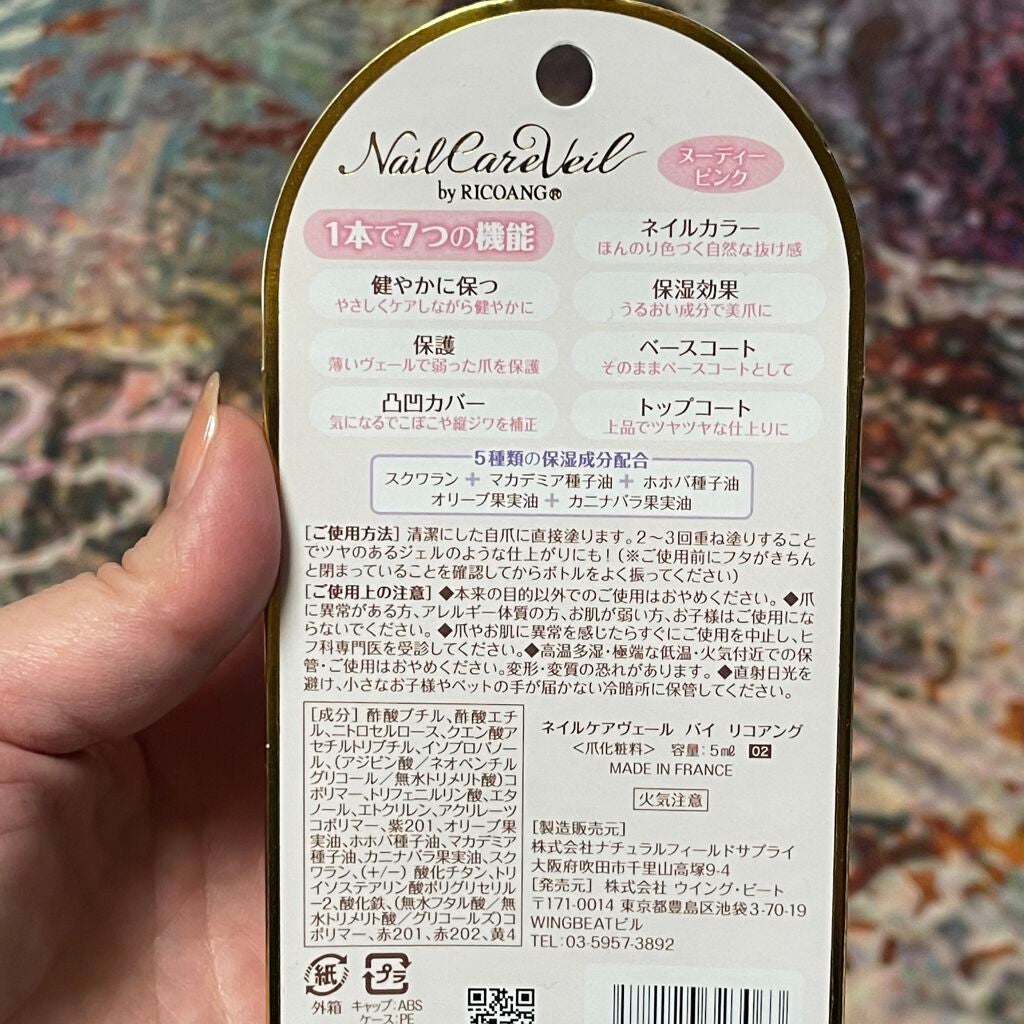 Nail Care Veil
by RICOANG®
ヌーディー
ピンク
1本で7つの機能
ネイルカラー
ほんのり色づく自然な抜け感
健やかに保つ
やさしくケアしながら健やかに
保湿効果
うるおい成分で美爪に
保護
薄いヴェールで弱った爪を保護
ベースコート
そのままベースコートとして
凸凹カバー
気になるでこぼこや縦ジワを補正
トップコート
上品でツヤツヤな仕上りに
5種類の保湿成分配合
スクワラン + マカデミア種子油 + ホホバ種子油
オリーブ果実油 + カニナバラ果実油
[ご使用方法] 清潔にした自爪に直接塗ります。2〜3回重ね塗りすること
でツヤのあるジェルのような仕上がりにも!(※ご使用前にフタがきちん
と閉まっていることを確認してからボトルをよく振ってください)
[ご使用上の注意] ◆本来の目的以外でのご使用はおやめください。◆爪
に異常がある方、アレルギー体質の方、お肌が弱い方、お子様はご使用にな
らないでください。◆爪やお肌に異常を感じたらすぐにご使用を中止し、ヒ
フ科専門医を受診してください。◆高温多湿・極端な低温・火気付近での保
管・ご使用はおやめください。変形・変質の恐れがあります。◆直射日光を
避け、小さなお子様やペットの手が届かない冷暗所に保管してください。
[成分] 酢酸ブチル、酢酸エチ
ル、ニトロセルロース、クエン酸ア
セチルトリブチル、イソプロパノー
ル、(アジピン酸/ネオペンチル
グリコール/無水トリメリト酸)コ
ポリマー、トリフェニルリン酸、エタ
ノール、エトクリレン、アクリレーツ
コポリマー、紫201、オリーブ果
実油、ホホバ種子油、マカデミア
種子油、カニナバラ果実油、スク
ワラン、(+/−) 酸化チタン、トリ
イソステアリン酸ポリグリセリル
−2、酸化鉄、(無水フタル酸/無
水トリメリト酸/グリコールズ)コ
ポリマー、赤201、赤202、黄4
ネイルケアヴェール バイ リコアング
<爪化粧料> 容量:5㎖ 02
MADE IN FRANCE
火気注意
[製造販売元]
株式会社ナチュラルフィールドサプライ
大阪府吹田市千里山高塚9-4
[発売元] 株式会社 ウイング・ビート
〒171-0014 東京都豊島区池袋3-70-19
WINGBEATビル
TEL:03-5957-3892
紙
外箱
プラ
キャップ:ABS
ケース:PE